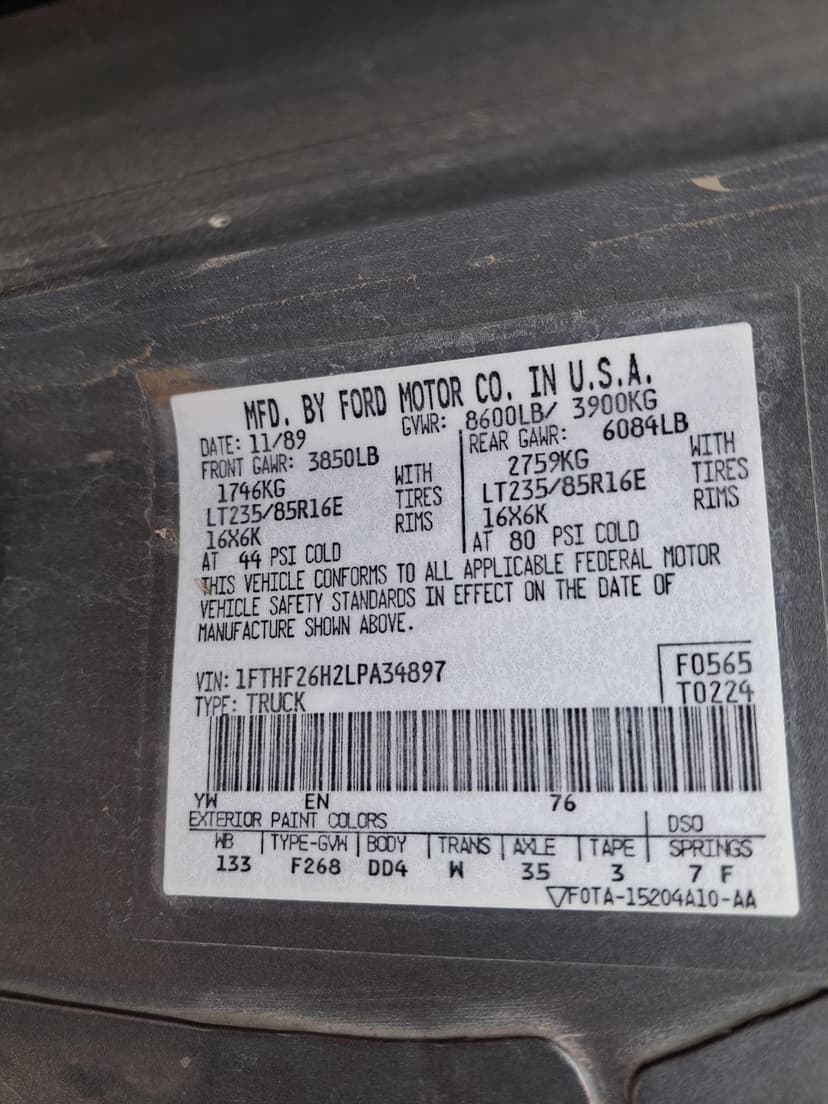 MFD. BY FORD MOTOR CO. IN U.S.A.
DATE: 11/89 GVWR: 8600LB/ 3900KG
FRONT GAWR: 3850LB REAR GAWR: 6084LB
1746KG WITH 2759KG WITH
LT235/85R16E TIRES LT235/85R16E TIRES
16X6K RIMS 16X6K RIMS
AT 44 PSI COLD AT 80 PSI COLD
THIS VEHICLE CONFORMS TO ALL APPLICABLE FEDERAL MOTOR
VEHICLE SAFETY STANDARDS IN EFFECT ON THE DATE OF
MANUFACTURE SHOWN ABOVE.
VIN: 1FTHF26H2LPA34897 F0565
TYPE: TRUCK T0224
YW EN 76
EXTERIOR PAINT COLORS DSO
WB TYPE-GVW BODY TRANS AXLE TAPE SPRINGS
133 F268 DD4 W 35 3 7 F
▽F0TA-15204A10-AA